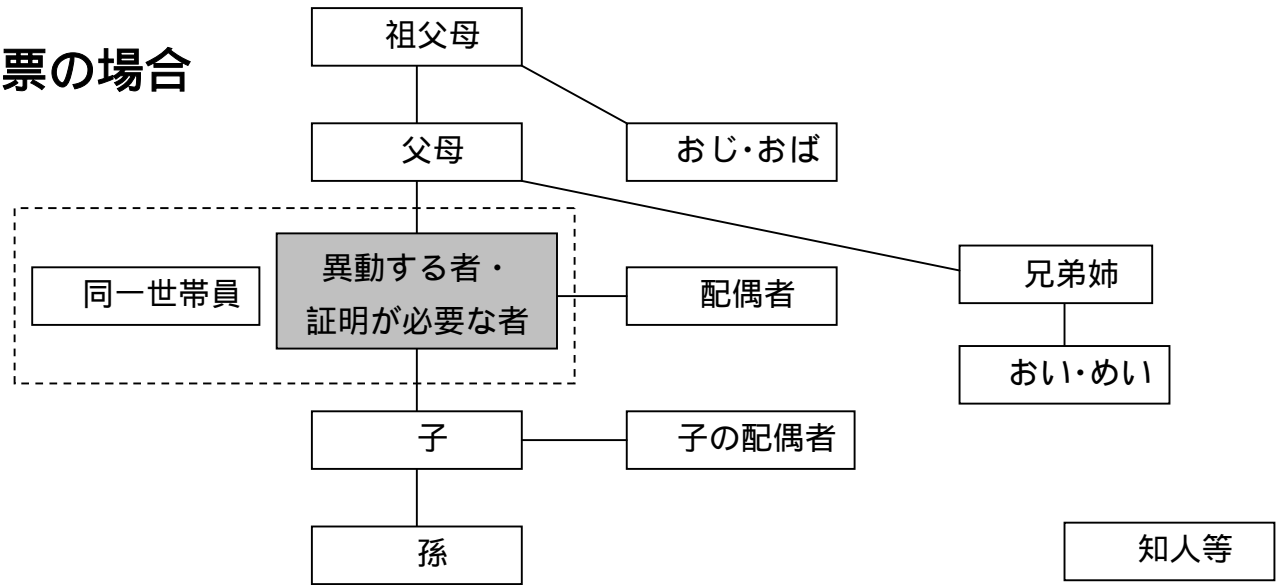 祖父母
票の場合
父母
おじ・おば
異動する者・
証明が必要な者
同一世帯員
配偶者
兄弟姉
おい・めい
子
子の配偶者
孫
知人等